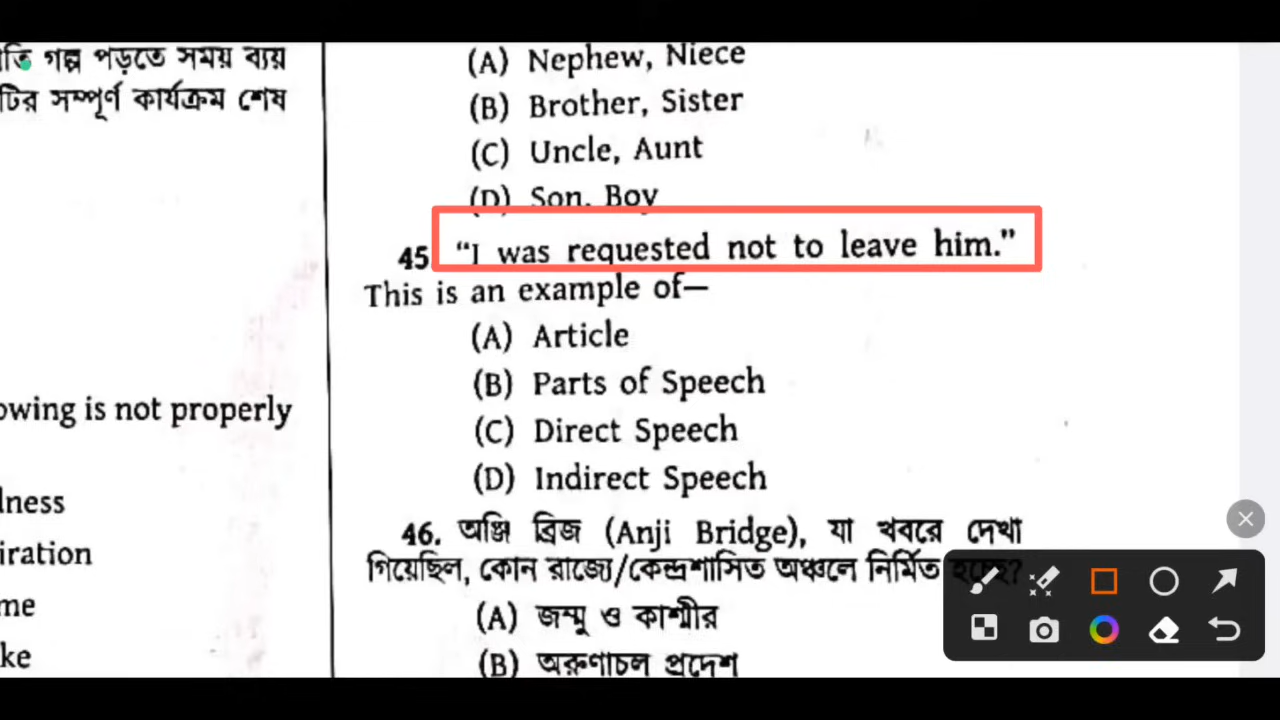 গল্প পড়তে সময় ব্যয়
টির সম্পূর্ণ কার্যক্রম শেষ
owing is not properly
lness
iration
me
ke
(A) Nephew, Niece
(B) Brother, Sister
(C) Uncle, Aunt
(D) Son, Boy
45 "I was requested not to leave him."
This is an example of—
(A) Article
(B) Parts of Speech
(C) Direct Speech
(D) Indirect Speech
46. অঞ্জি ব্রিজ (Anji Bridge), যা খবরে দেখা
গিয়েছিল, কোন রাজ্যে/কেন্দ্রশাসিত অঞ্চলে নির্মিত হচ্ছে?
(A) জম্মু ও কাশ্মীর
(B) অরুণাচল প্রদেশ